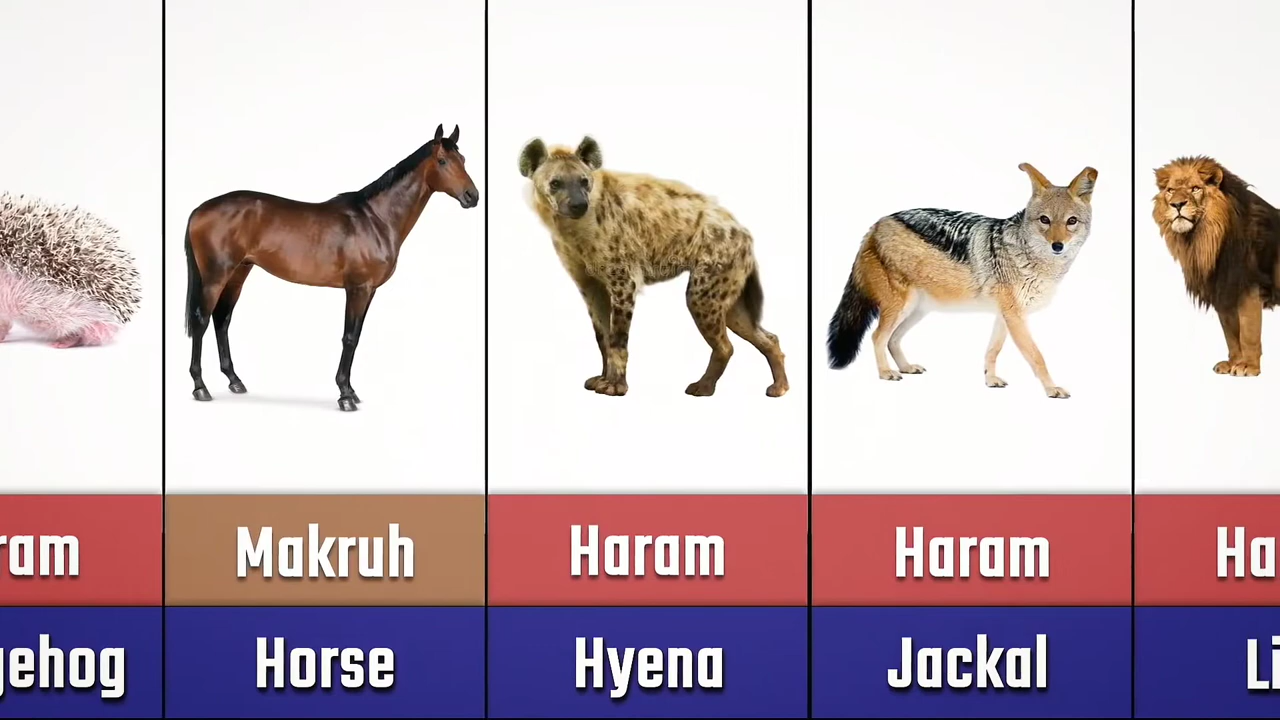 ram
Makruh
Haram
Haram
Ha
gehog
Horse
Hyena
Jackal
Li